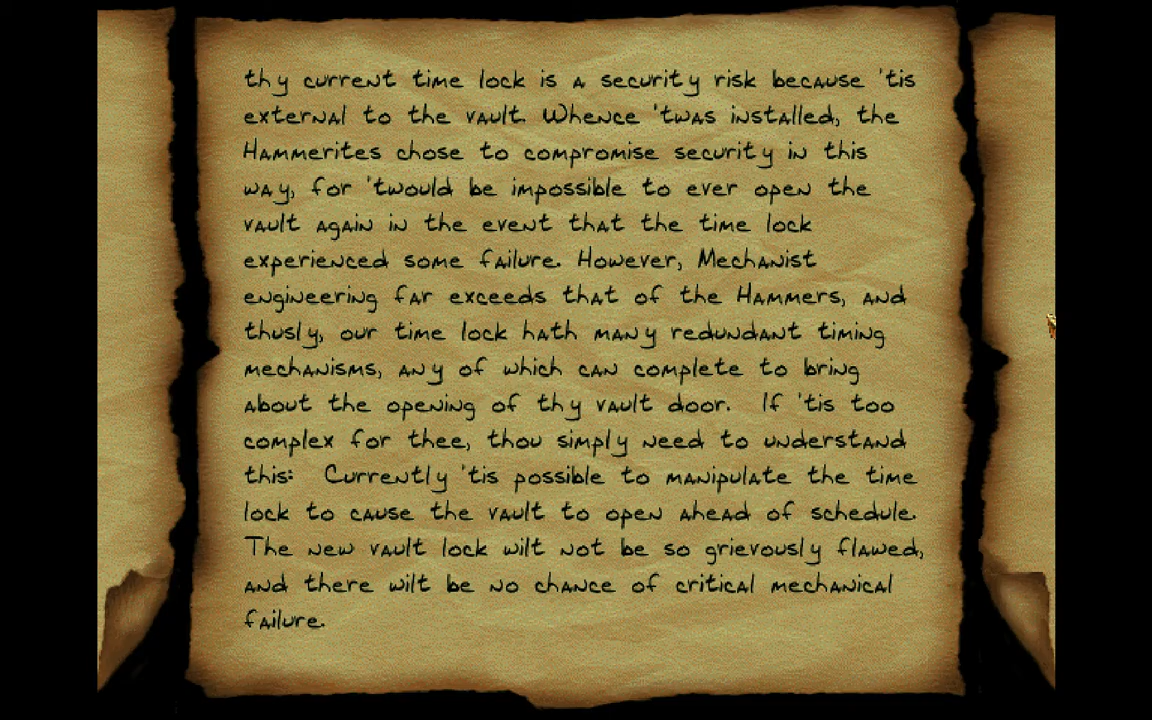 thy current time lock is a security risk because 'tis
external to the vault. Whence 'twas installed, the
Hammerites chose to compromise security in this
way, for 'twould be impossible to ever open the
vault again in the event that the time lock
experienced some failure. However, Mechanist
engineering far exceeds that of the Hammers, and
thusly, our time lock hath many redundant timing
mechanisms, any of which can complete to bring
about the opening of thy vault door.  If 'tis too
complex for thee, thou simply need to understand
this:  Currently 'tis possible to manipulate the time
lock to cause the vault to open ahead of schedule.
The new vault lock wilt not be so grievously flawed,
and there wilt be no chance of critical mechanical
failure.